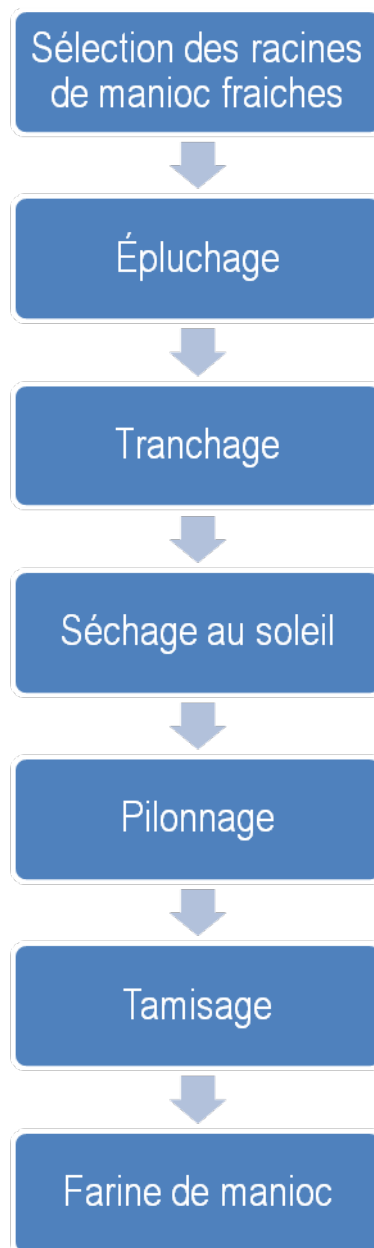 Sélection des racines
de manioc fraiches
Épluchage
Tranchage
Séchage au soleil
Pilonnage
Tamisage
Farine de manioc